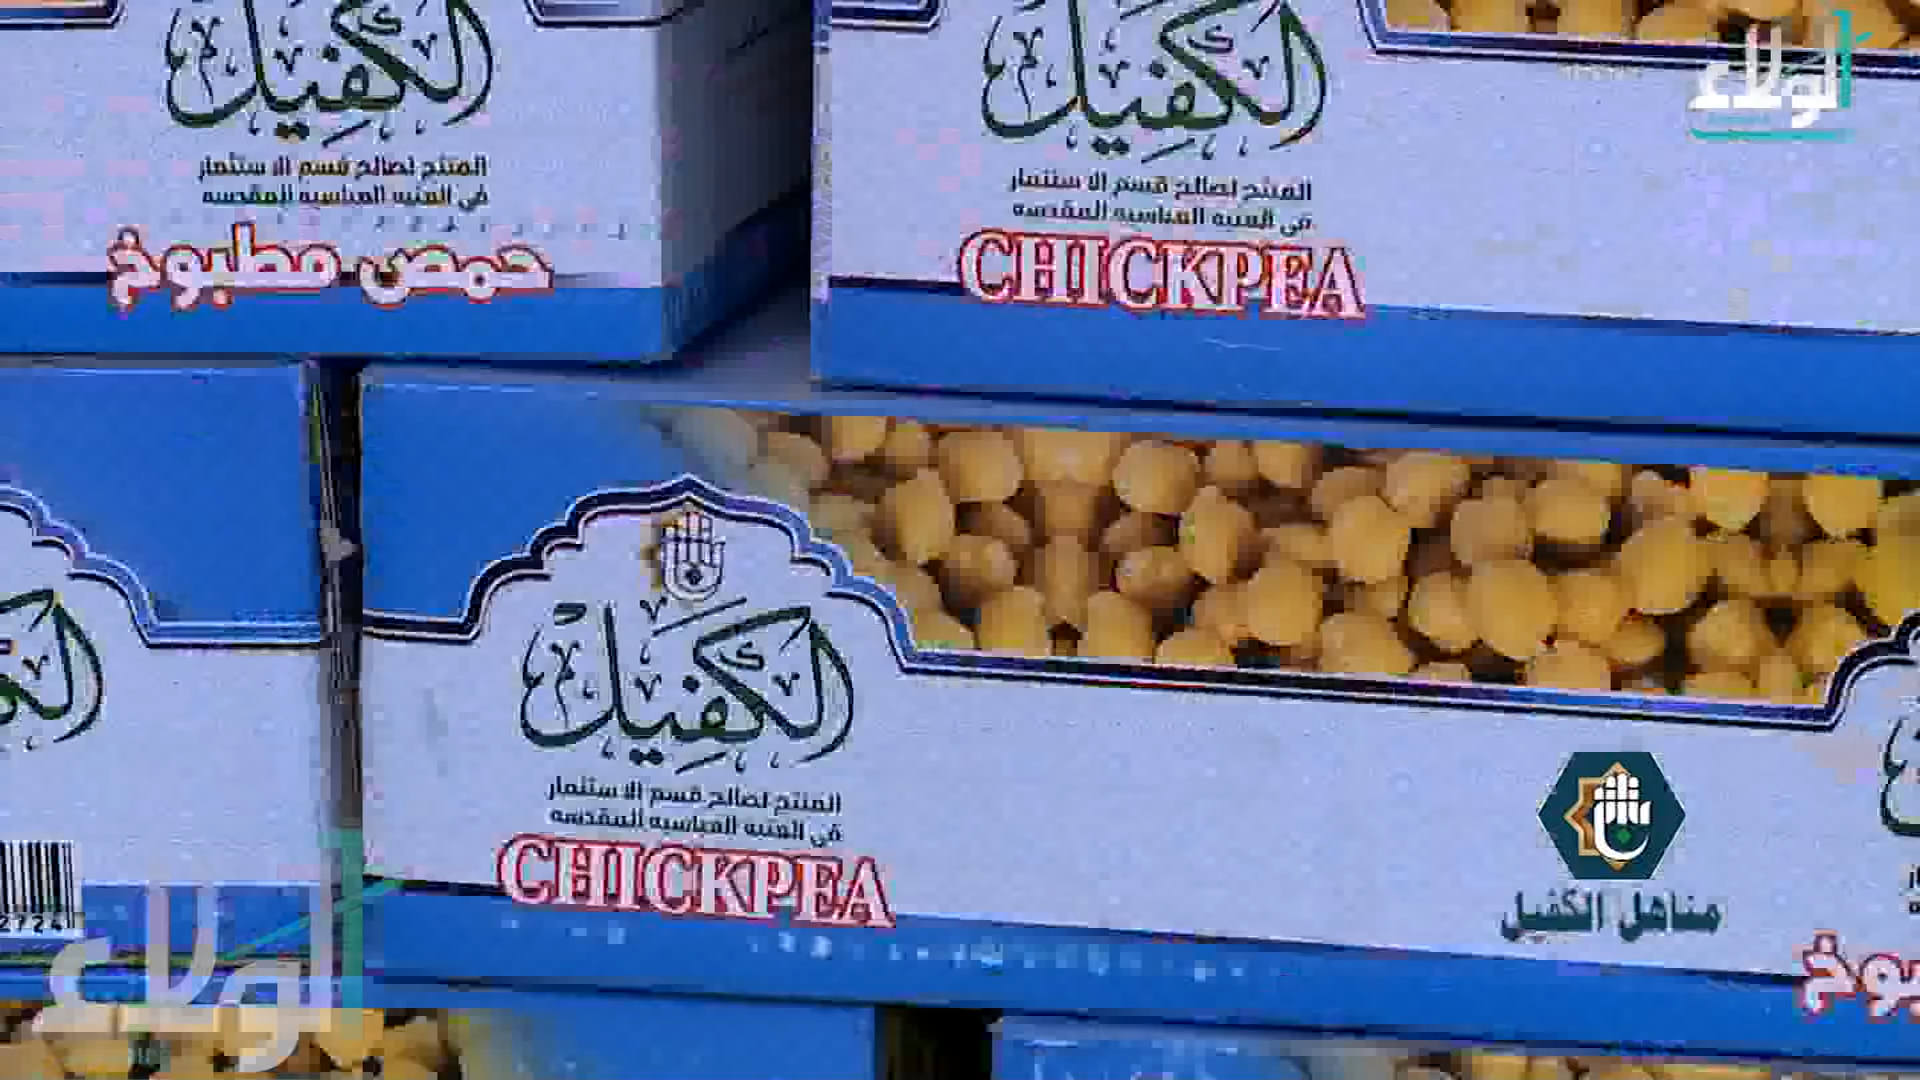 الكفيل
المنتج لصالح قسم الاستثمار
في العتبة العباسية المقدسة
حمص مطبوخ
الكفيل
المنتج لصالح قسم الاستثمار
في العتبة العباسية المقدسة
CHICKPEA
الولاء
الكفيل
المنتج لصالح قسم الاستثمار
في العتبة العباسية المقدسة
CHICKPEA
مناهل الكفيل
الولاء